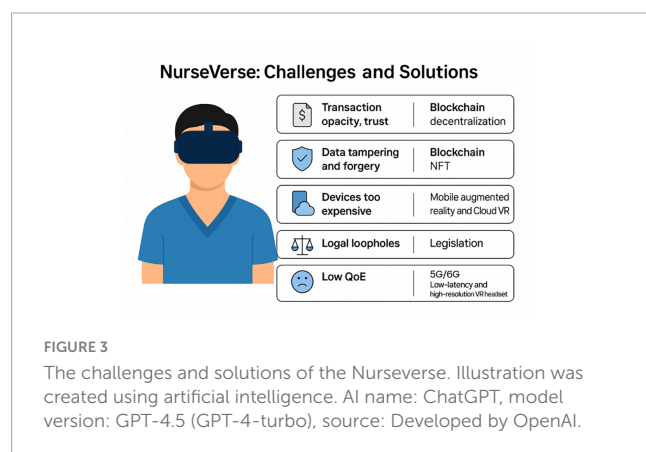 NurseVerse: Challenges and Solutions
Transaction
opacity, trust
Blockchain
decentralization
Data tampering
and forgery
Blockchain
NFT
Devices too
expensive
Mobile augmented
reality and Cloud VR
Logal loopholes
Legislation
Low QoE
5G/6G
Low-latency and
high-resolution VR headset
$
FIGURE 3
The challenges and solutions of the Nurseverse. Illustration was
created using artificial intelligence. AI name: ChatGPT, model
version: GPT-4.5 (GPT-4-turbo), source: Developed by OpenAI.